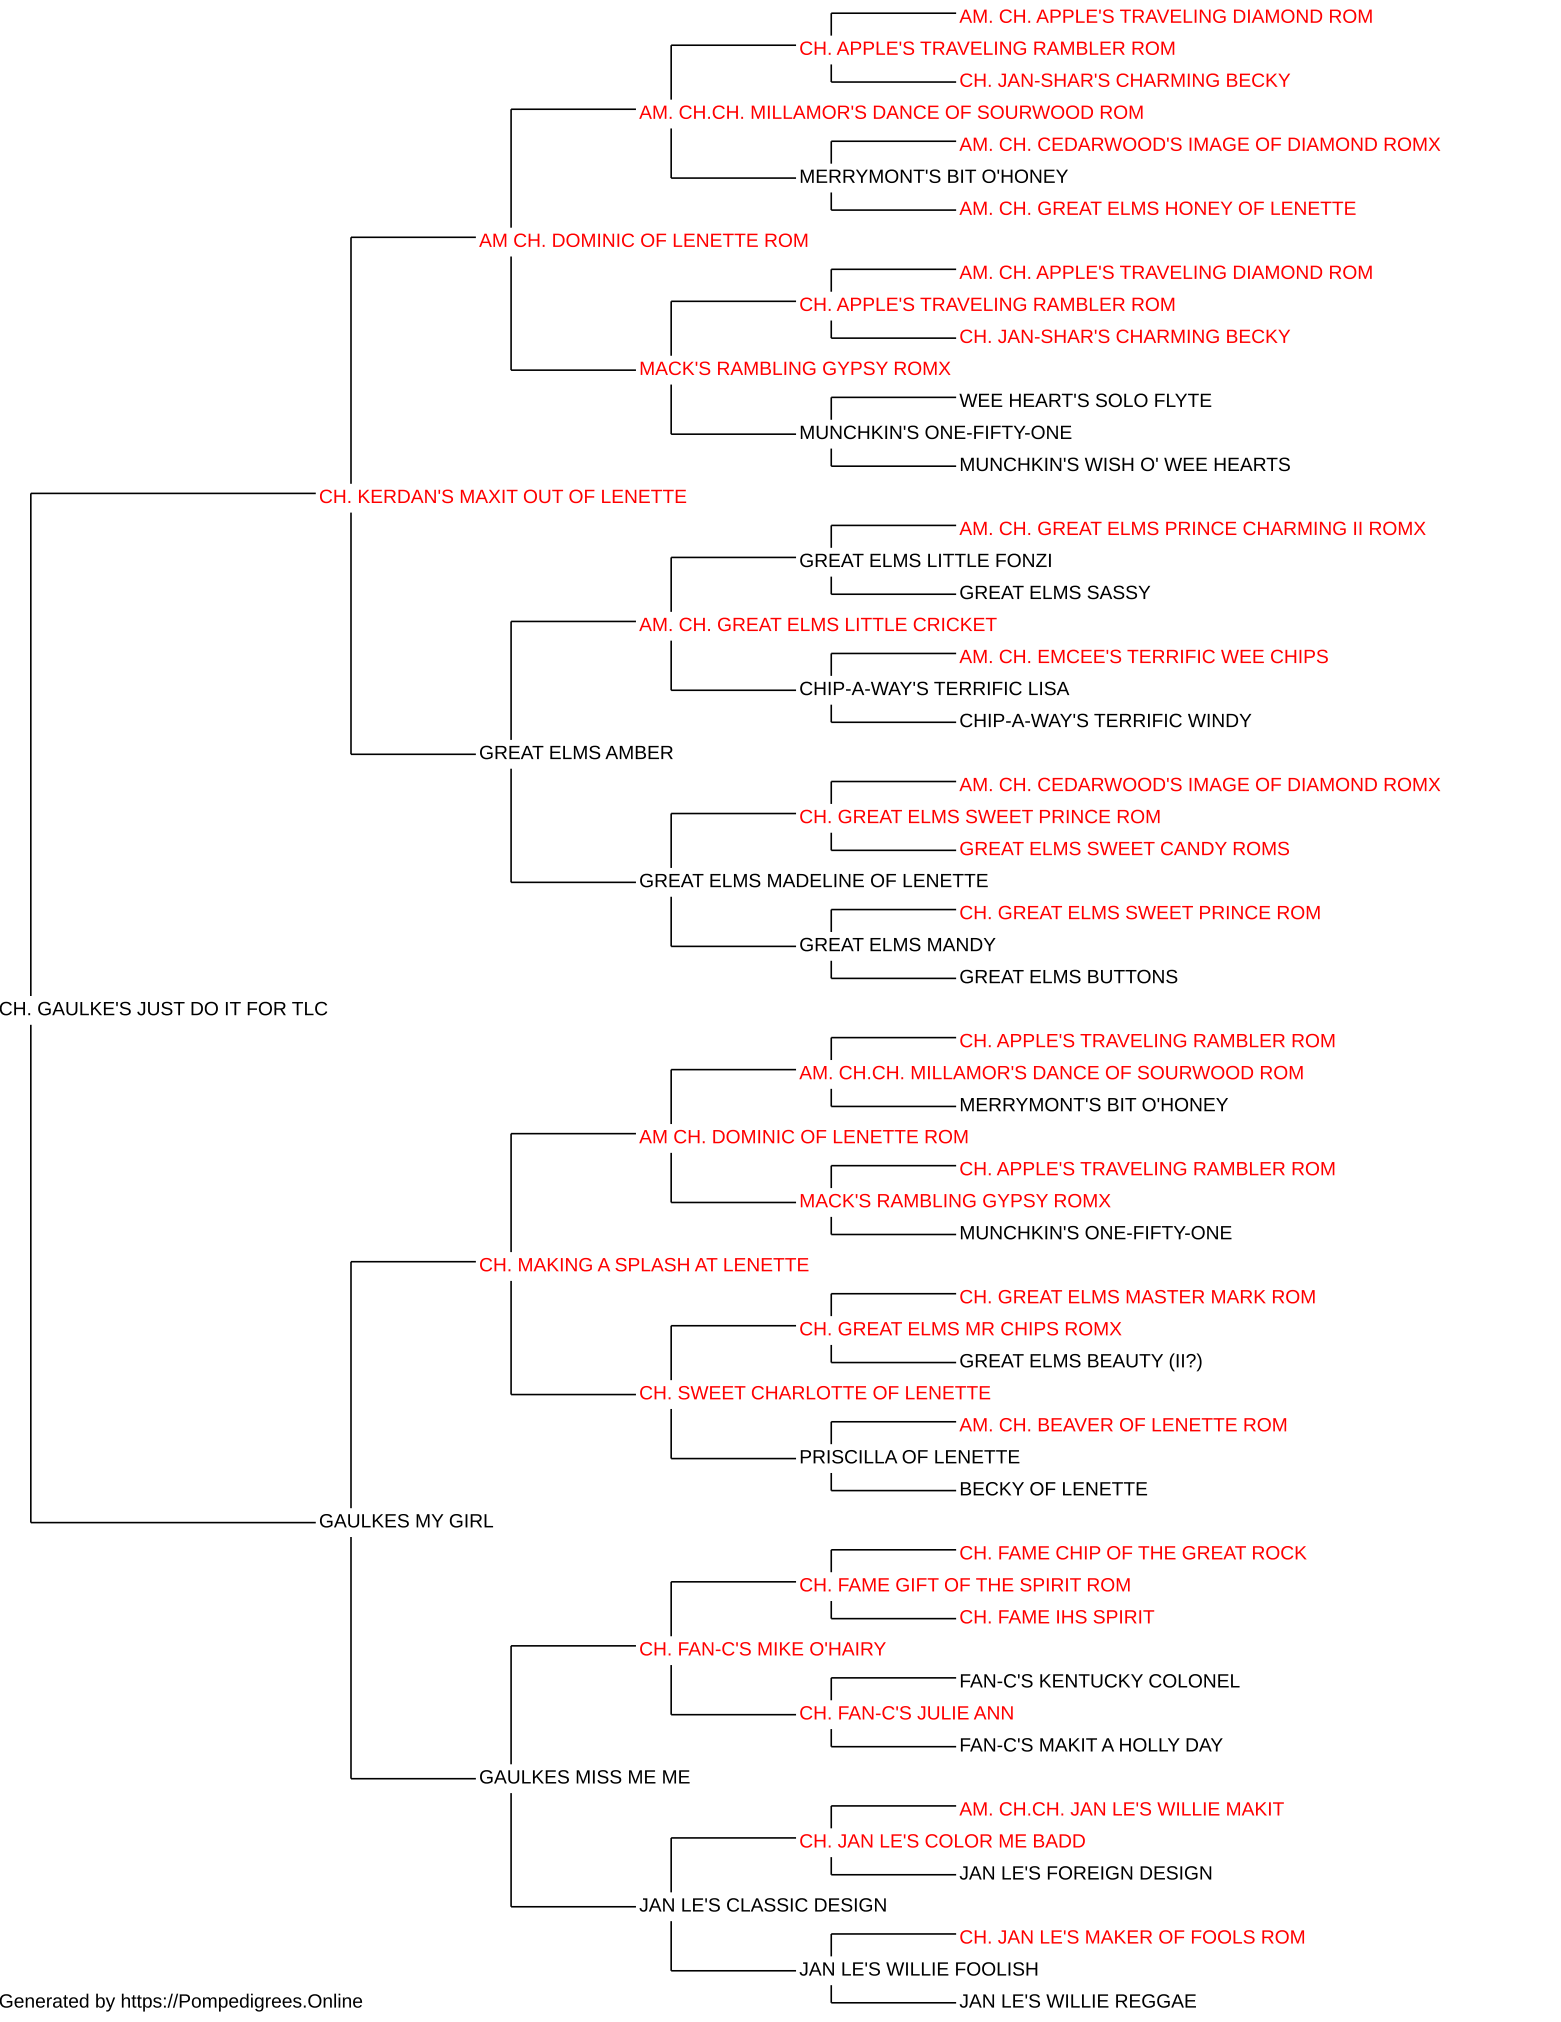 AM. CH. APPLE'S TRAVELING DIAMOND ROM
CH. APPLE'S TRAVELING RAMBLER ROM
CH. JAN-SHAR'S CHARMING BECKY
AM. CH.CH. MILLAMOR'S DANCE OF SOURWOOD ROM
AM. CH. CEDARWOOD'S IMAGE OF DIAMOND ROMX
MERRYMONT'S BIT O'HONEY
AM. CH. GREAT ELMS HONEY OF LENETTE
AM CH. DOMINIC OF LENETTE ROM
AM. CH. APPLE'S TRAVELING DIAMOND ROM
CH. APPLE'S TRAVELING RAMBLER ROM
CH. JAN-SHAR'S CHARMING BECKY
MACK'S RAMBLING GYPSY ROMX
WEE HEART'S SOLO FLYTE
MUNCHKIN'S ONE-FIFTY-ONE
MUNCHKIN'S WISH O' WEE HEARTS
CH. KERDAN'S MAXIT OUT OF LENETTE
AM. CH. GREAT ELMS PRINCE CHARMING II ROMX
GREAT ELMS LITTLE FONZI
GREAT ELMS SASSY
AM. CH. GREAT ELMS LITTLE CRICKET
AM. CH. EMCEE'S TERRIFIC WEE CHIPS
CHIP-A-WAY'S TERRIFIC LISA
CHIP-A-WAY'S TERRIFIC WINDY
GREAT ELMS AMBER
AM. CH. CEDARWOOD'S IMAGE OF DIAMOND ROMX
CH. GREAT ELMS SWEET PRINCE ROM
GREAT ELMS SWEET CANDY ROMS
GREAT ELMS MADELINE OF LENETTE
CH. GREAT ELMS SWEET PRINCE ROM
GREAT ELMS MANDY
GREAT ELMS BUTTONS
CH. GAULKE'S JUST DO IT FOR TLC
CH. APPLE'S TRAVELING RAMBLER ROM
AM. CH.CH. MILLAMOR'S DANCE OF SOURWOOD ROM
MERRYMONT'S BIT O'HONEY
AM CH. DOMINIC OF LENETTE ROM
CH. APPLE'S TRAVELING RAMBLER ROM
MACK'S RAMBLING GYPSY ROMX
MUNCHKIN'S ONE-FIFTY-ONE
CH. MAKING A SPLASH AT LENETTE
CH. GREAT ELMS MASTER MARK ROM
CH. GREAT ELMS MR CHIPS ROMX
GREAT ELMS BEAUTY (II?)
CH. SWEET CHARLOTTE OF LENETTE
AM. CH. BEAVER OF LENETTE ROM
PRISCILLA OF LENETTE
BECKY OF LENETTE
GAULKES MY GIRL
CH. FAME CHIP OF THE GREAT ROCK
CH. FAME GIFT OF THE SPIRIT ROM
CH. FAME IHS SPIRIT
CH. FAN-C'S MIKE O'HAIRY
FAN-C'S KENTUCKY COLONEL
CH. FAN-C'S JULIE ANN
FAN-C'S MAKIT A HOLLY DAY
GAULKES MISS ME ME
AM. CH.CH. JAN LE'S WILLIE MAKIT
CH. JAN LE'S COLOR ME BADD
JAN LE'S FOREIGN DESIGN
JAN LE'S CLASSIC DESIGN
CH. JAN LE'S MAKER OF FOOLS ROM
JAN LE'S WILLIE FOOLISH
JAN LE'S WILLIE REGGAE
Generated by https://Pompedigrees.Online